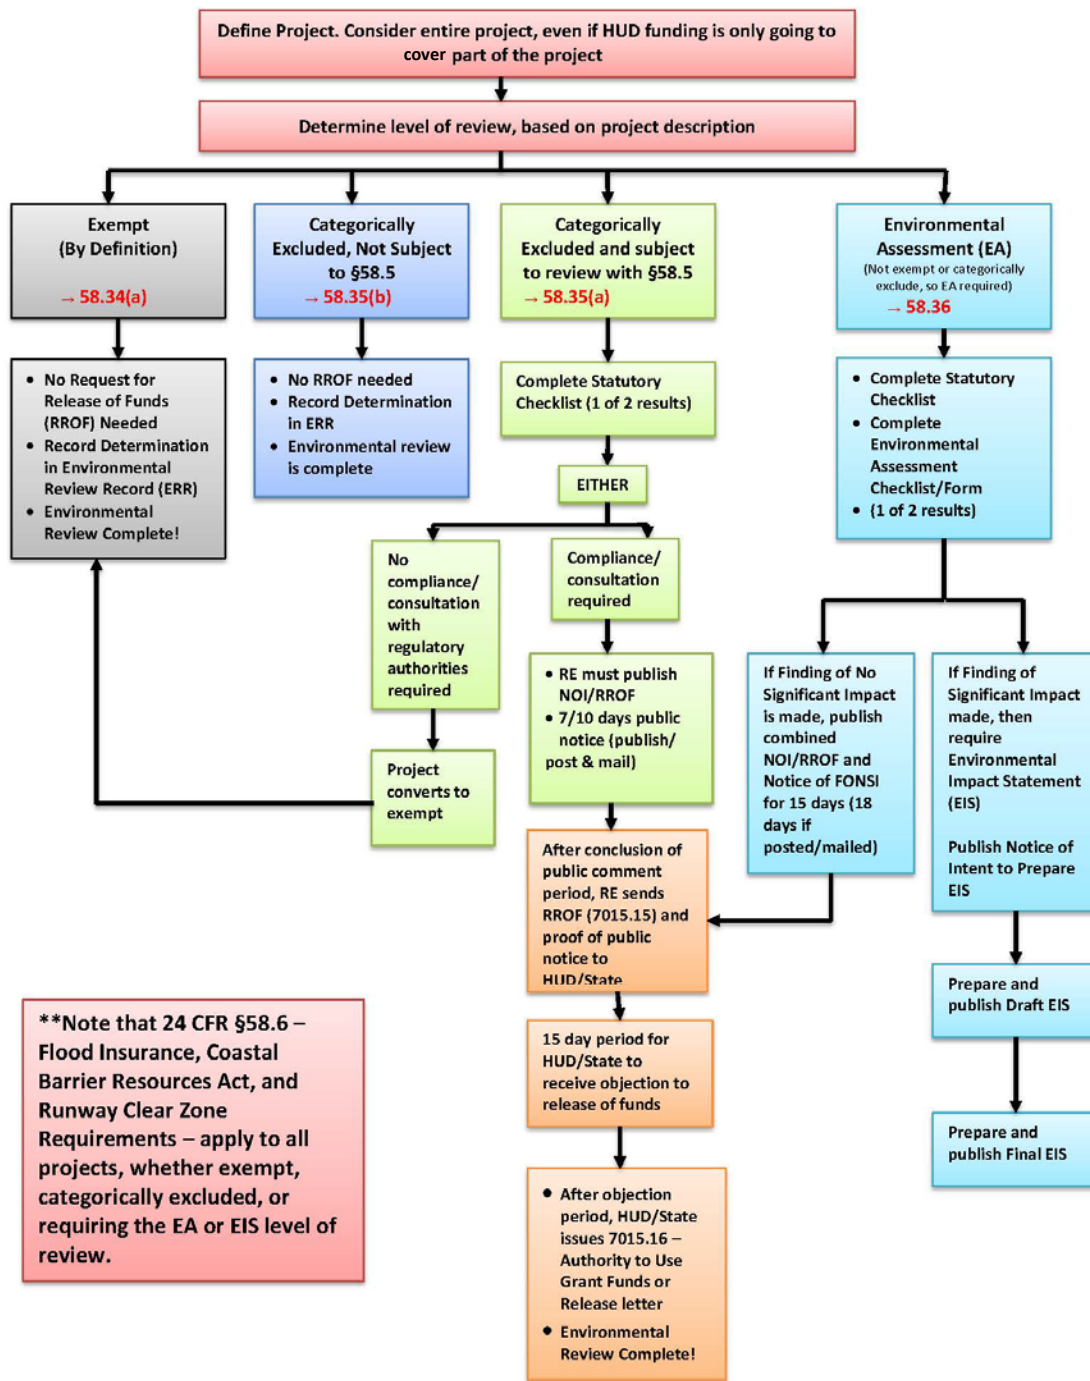 Define Project. Consider entire project, even if HUD funding is only going to
cover part of the project
Determine level of review, based on project description
Exempt
(By Definition)
→ 58.34(a)
Categorically
Excluded, Not Subject
to §58.5
→ 58.35(b)
Categorically
Excluded and subject
to review with §58.5
→ 58.35(a)
Environmental
Assessment (EA)
(Not exempt or categorically
exclude, so EA required)
→ 58.36
• No Request for
Release of Funds
(RROF) Needed
• Record Determination
in Environmental
Review Record (ERR)
• Environmental
Review Complete!
• No RROF needed
• Record Determination
in ERR
• Environmental review
is complete
Complete Statutory
Checklist (1 of 2 results)
• Complete Statutory
Checklist
• Complete
Environmental
Assessment
Checklist/Form
• (1 of 2 results)
EITHER
No
compliance/
consultation
with
regulatory
authorities
required
Compliance/
consultation
required
Project
converts to
exempt
• RE must publish
NOI/RROF
• 7/10 days public
notice (publish/
post & mail)
If Finding of No
Significant Impact
is made, publish
combined
NOI/RROF and
Notice of FONSI
for 15 days (18
days if
posted/mailed)
If Finding of
Significant Impact
made, then
require
Environmental
Impact Statement
(EIS)
Publish Notice of
Intent to Prepare
EIS
After conclusion of
public comment
period, RE sends
RROF (7015.15) and
proof of public
notice to
HUD/State
Prepare and
publish Draft EIS
15 day period for
HUD/State to
receive objection to
release of funds
Prepare and
publish Final EIS
• After objection
period, HUD/State
issues 7015.16 –
Authority to Use
Grant Funds or
Release letter
• Environmental
Review Complete!
**Note that 24 CFR §58.6 –
Flood Insurance, Coastal
Barrier Resources Act, and
Runway Clear Zone
Requirements – apply to all
projects, whether exempt,
categorically excluded, or
requiring the EA or EIS level of
review.